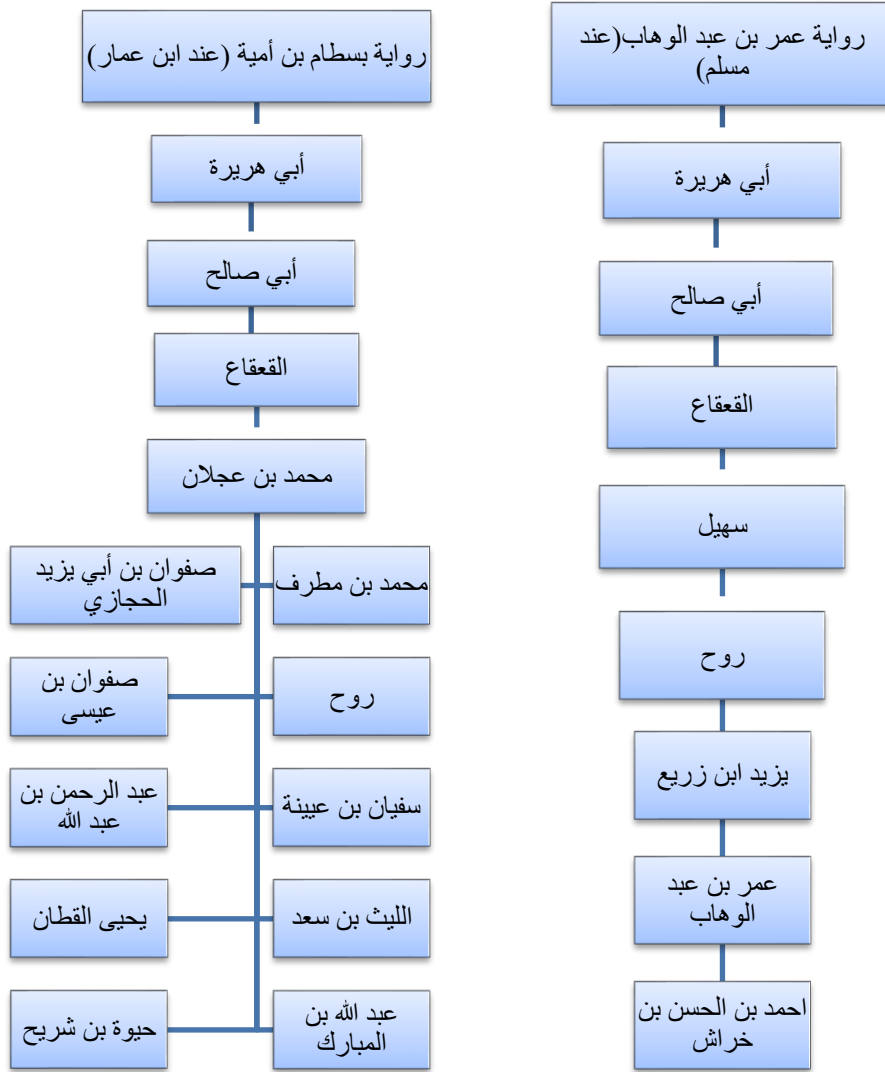 رواية عمر بن عبد الوهاب(عند
مسلم)
أبي هريرة
أبي صالح
القعقاع
سهيل
روح
يزيد ابن زريع
عمر بن عبد
الوهاب
احمد بن الحسن بن
خراش
رواية بسطام بن أمية (عند ابن عمار)
أبي هريرة
أبي صالح
القعقاع
محمد بن عجلان
محمد بن مطرف
صفوان بن أبي يزيد
الحجازي
روح
صفوان بن
عيسى
سفيان بن عيينة
عبد الرحمن بن
عبد الله
الليث بن سعد
يحيى القطان
عبد الله بن
المبارك
حيوة بن شريح